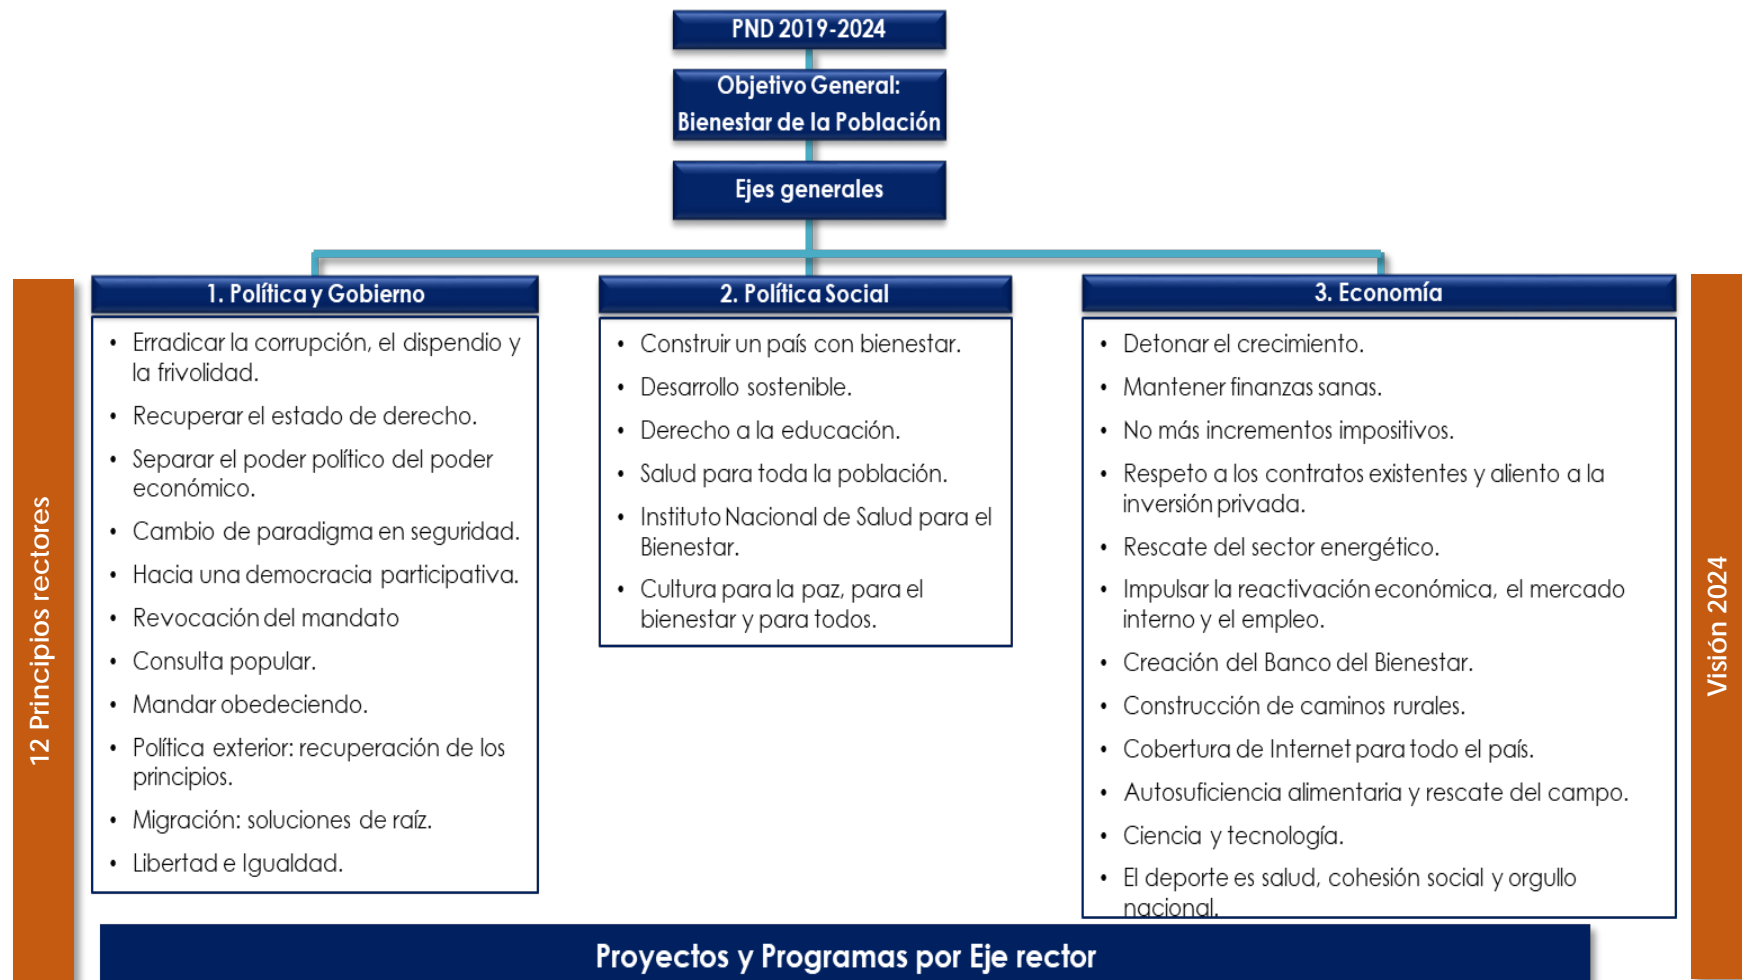 PND 2019-2024
Objetivo General:
Bienestar de la Población
Ejes generales
12 Principios rectores
1. Política y Gobierno
• Erradicar la corrupción, el dispendio y
la frivolidad.
• Recuperar el estado de derecho.
• Separar el poder político del poder
económico.
• Cambio de paradigma en seguridad.
• Hacia una democracia participativa.
• Revocación del mandato
• Consulta popular.
• Mandar obedeciendo.
• Política exterior: recuperación de los
principios.
• Migración: soluciones de raíz.
• Libertad e Igualdad.
2. Política Social
• Construir un país con bienestar.
• Desarrollo sostenible.
• Derecho a la educación.
• Salud para toda la población.
• Instituto Nacional de Salud para el
Bienestar.
• Cultura para la paz, para el
bienestar y para todos.
3. Economía
• Detonar el crecimiento.
• Mantener finanzas sanas.
• No más incrementos impositivos.
• Respeto a los contratos existentes y aliento a la
inversión privada.
• Rescate del sector energético.
• Impulsar la reactivación económica, el mercado
interno y el empleo.
• Creación del Banco del Bienestar.
• Construcción de caminos rurales.
• Cobertura de Internet para todo el país.
• Autosuficiencia alimentaria y rescate del campo.
• Ciencia y tecnología.
• El deporte es salud, cohesión social y orgullo
nacional.
Visión 2024
Proyectos y Programas por Eje rector